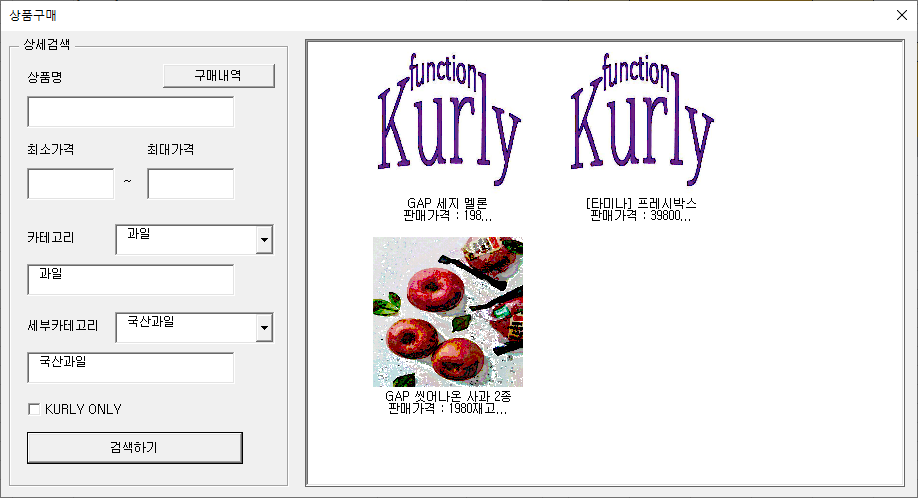 상품구매
상세검색
상품명
구매내역
최소가격
최대가격
~
카테고리
과일
과일
세부카테고리
국산과일
국산과일
KURLY ONLY
검색하기
function
Kurly
function
Kurly
GAP 세지 멜론
판매가격 : 198...
[타미나] 프레시박스
판매가격 : 39800...
GAP 씻어나온 사과 2종
판매가격 : 1980재고...